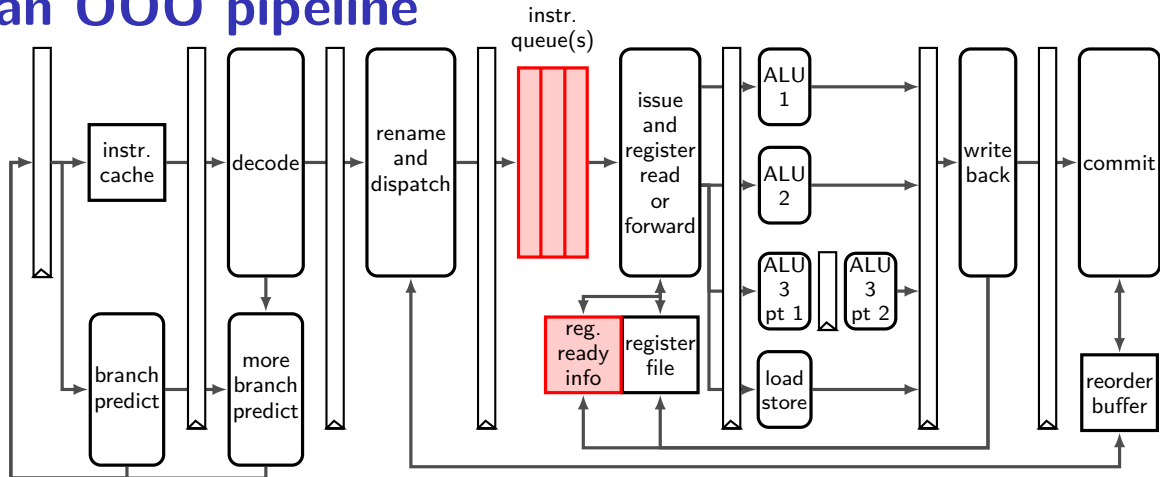 an OOO pipeline
instr.
queue(s)
instr.
cache
decode
rename
and
dispatch
issue
and
register
read
or
forward
ALU
1
ALU
2
ALU
3
pt 1
ALU
3
pt 2
load
store
write
back
commit
branch
predict
more
branch
predict
reg.
ready
info
register
file
reorder
buffer